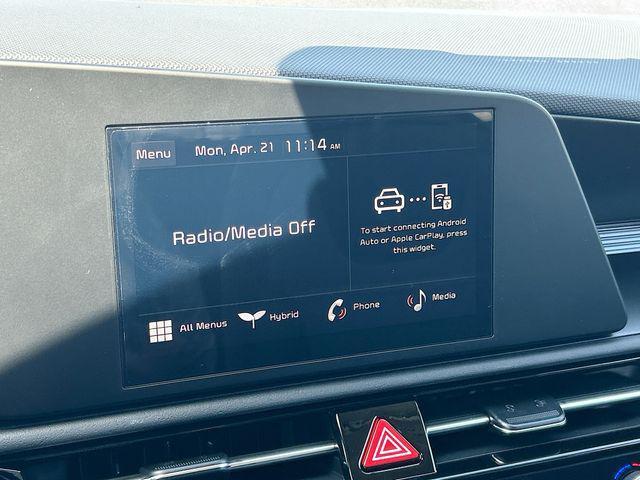 Menu
Mon, Apr. 21 11:14 AM
Radio/Media Off
To start connecting Android
Auto or Apple CarPlay, press
this widget.
All Menus
Hybrid
Phone
Media